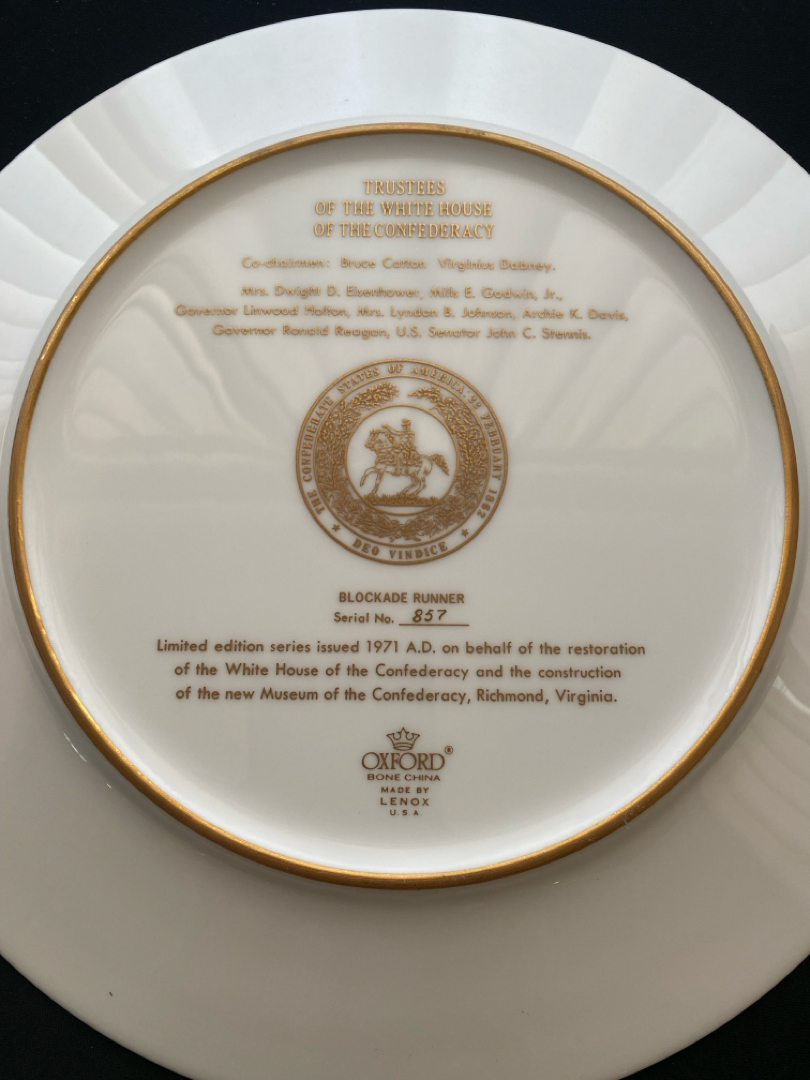 TRUSTEES
OF THE WHITE HOUSE
OF THE CONFEDERACY
Co-chairmen: Bruce Catton Virginius Dabney.
Mrs. Dwight D. Eisenhower, Mills E. Godwin, Jr.,
Governor Linwood Holton, Mrs. Lyndon B. Johnson, Archie K. Davis,
Governor Ronald Reagan, U.S. Senator John C. Stennis.
THE CONFEDERATE STATES OF AMERICA. 22 FEBRUARY 1862
DEO VINDICE
BLOCKADE RUNNER
Serial No. 857
Limited edition series issued 1971 A.D. on behalf of the restoration
of the White House of the Confederacy and the construction
of the new Museum of the Confederacy, Richmond, Virginia.
OXFORD®
BONE CHINA
MADE BY
LENOX
U.S.A.